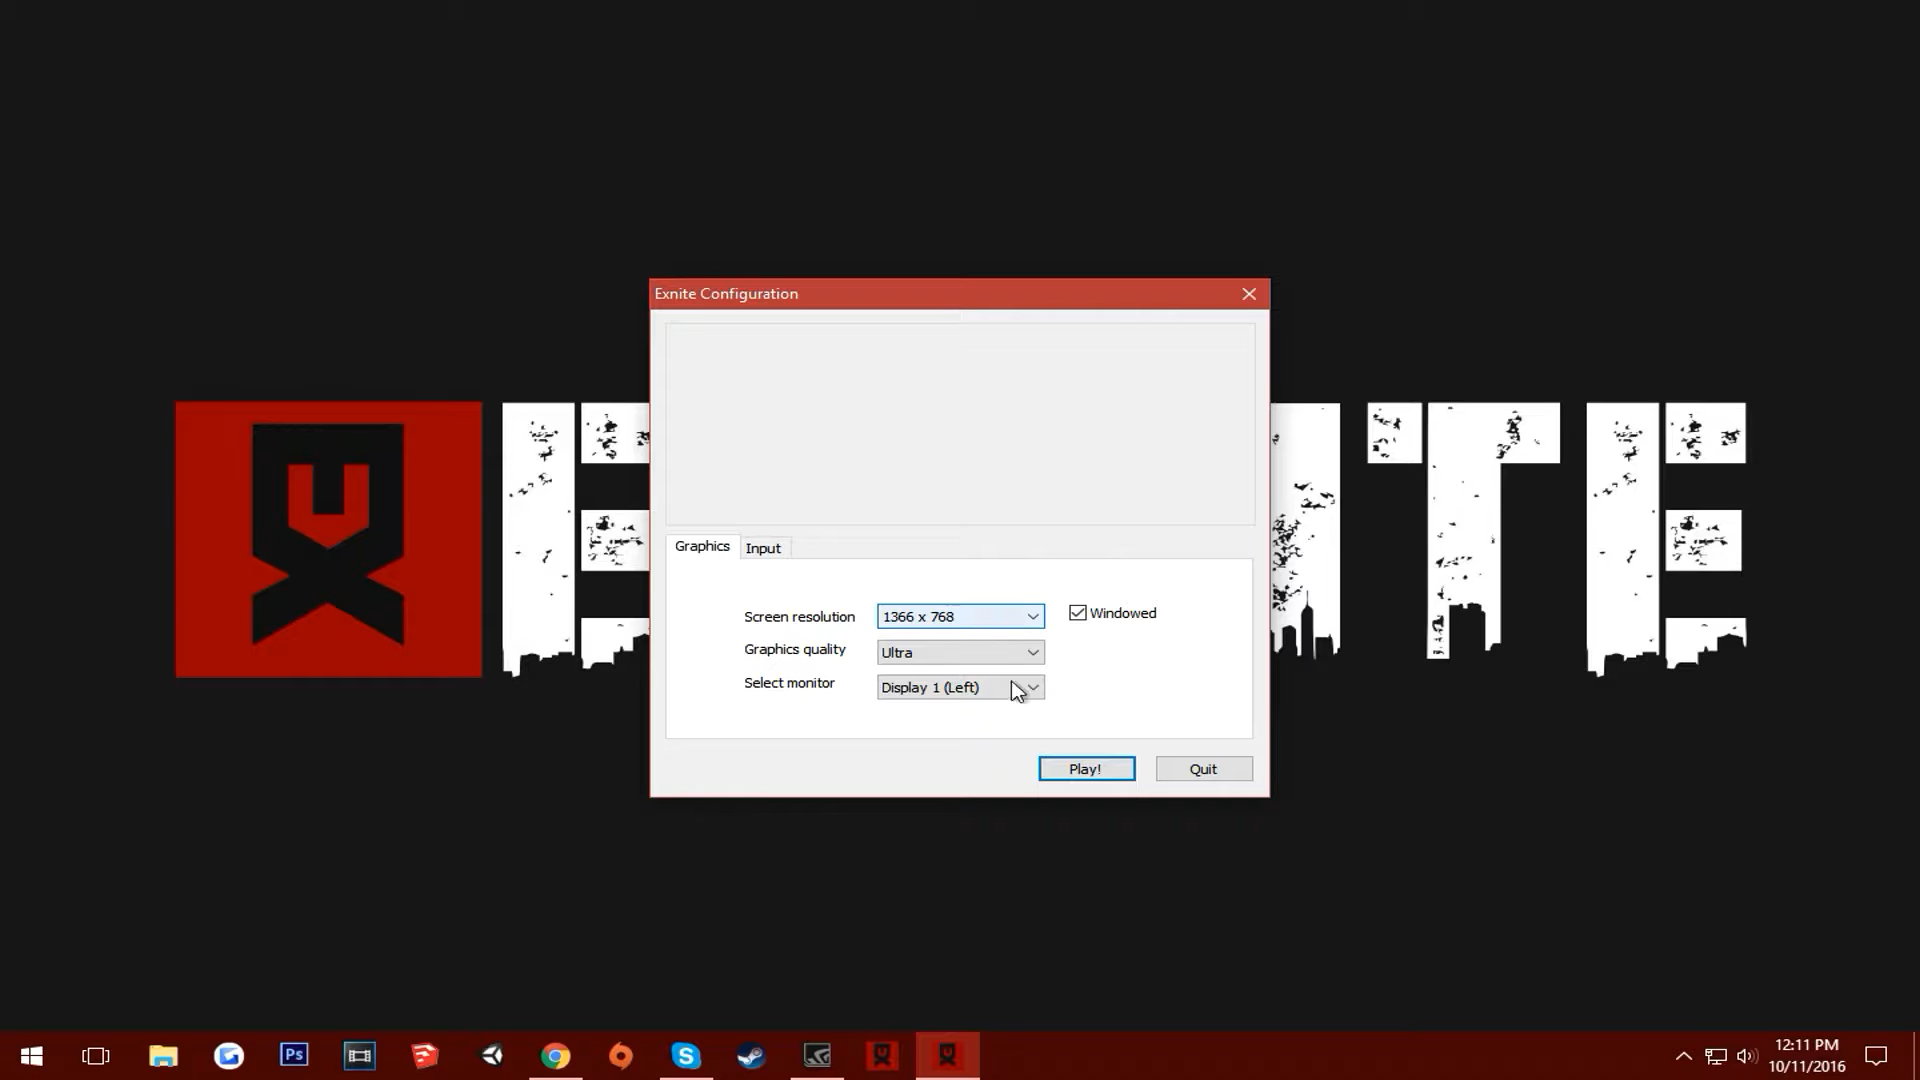 Exnite Configuration
Graphics
Input
Screen resolution
1366 x 768
Windowed
Graphics quality
Ultra
Select monitor
Display 1 (Left)
Play!
Quit
Ps
12:11 PM
10/11/2016